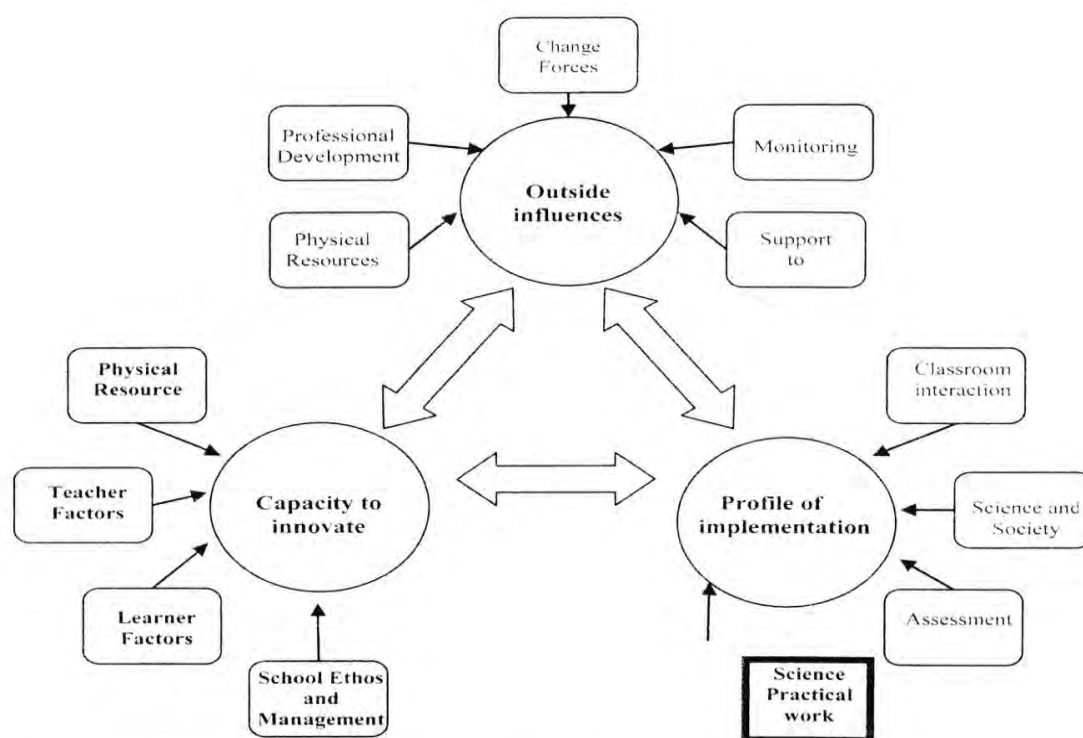 Change
Forces
Professional
Development
Monitoring
Outside
influences
Physical
Resources
Support
to
Physical
Resource
Classroom
interaction
Teacher
Factors
Capacity to
innovate
Profile of
implementation
Science and
Society
Learner
Factors
Assessment
School Ethos
and
Management
Science
Practical
work